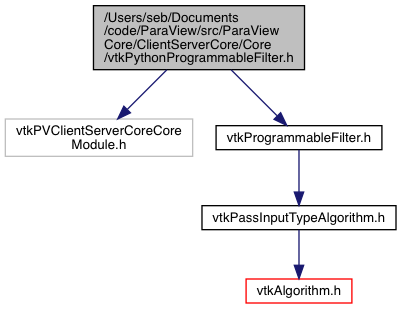 /Users/seb/Documents
/code/ParaView/src/ParaView
Core/ClientServerCore/Core
/vtkPythonProgrammableFilter.h
vtkPVClientServerCoreCore
Module.h
vtkProgrammableFilter.h
vtkPassInputTypeAlgorithm.h
vtkAlgorithm.h